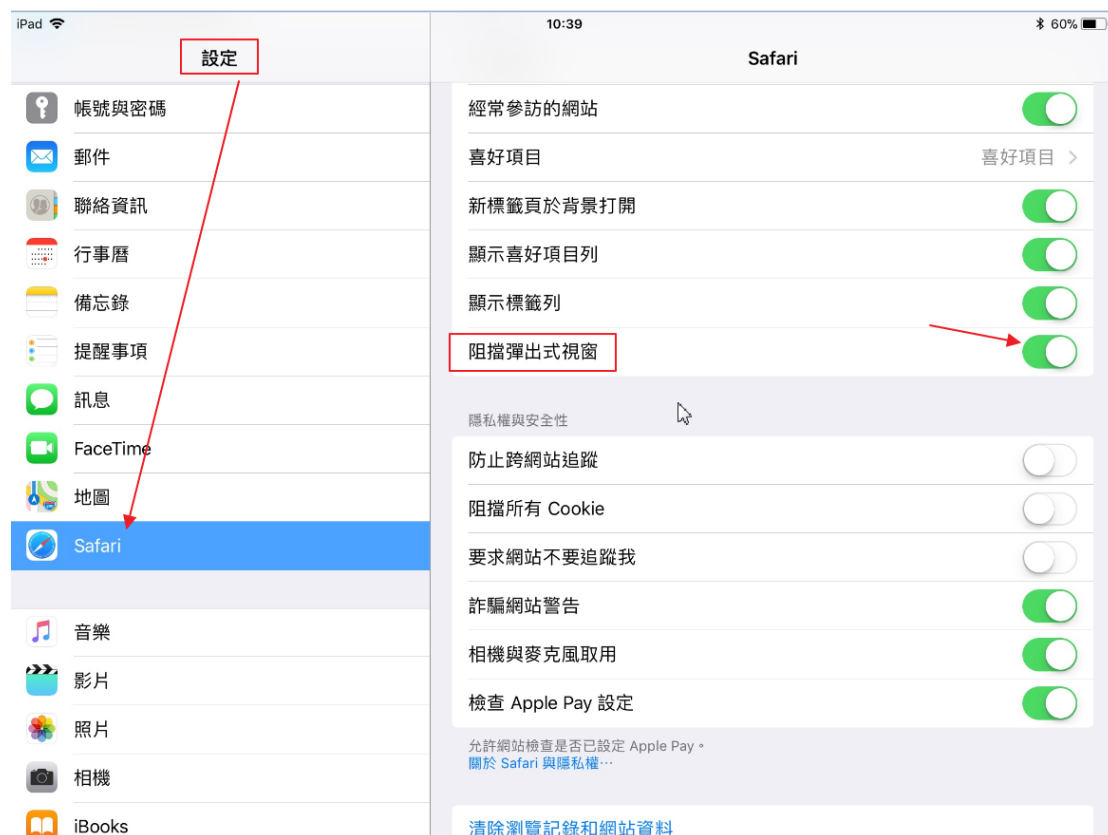 iPad
10:39
60%
設定
Safari
帳號與密碼
郵件
聯絡資訊
行事曆
備忘錄
提醒事項
訊息
FaceTime
地圖
Safari
音樂
影片
照片
相機
iBooks
經常參訪的網站
喜好項目 喜好項目
新標籤頁於背景打開
顯示喜好項目列
顯示標籤列
阻擋彈出式視窗
隱私權與安全性
防止跨網站追蹤
阻擋所有 Cookie
要求網站不要追蹤我
詐騙網站警告
相機與麥克風取用
檢查 Apple Pay 設定
允許網站檢查是否已設定 Apple Pay。
關於 Safari 與隱私權⋯
清除瀏覽記錄和網站資料